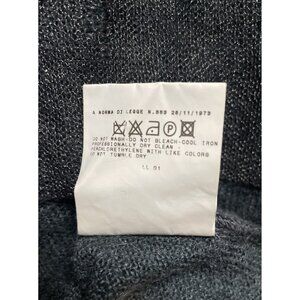 A NORMA DI LEGGE N.883 26/11/1973
P
DO NOT WASH-DO NOT BLEACH-COOL IRON
PROFESSIONALLY DRY CLEAN -
PERCHLORETHYLENE WITH LIKE COLORS
DO NOT TUMBLE DRY